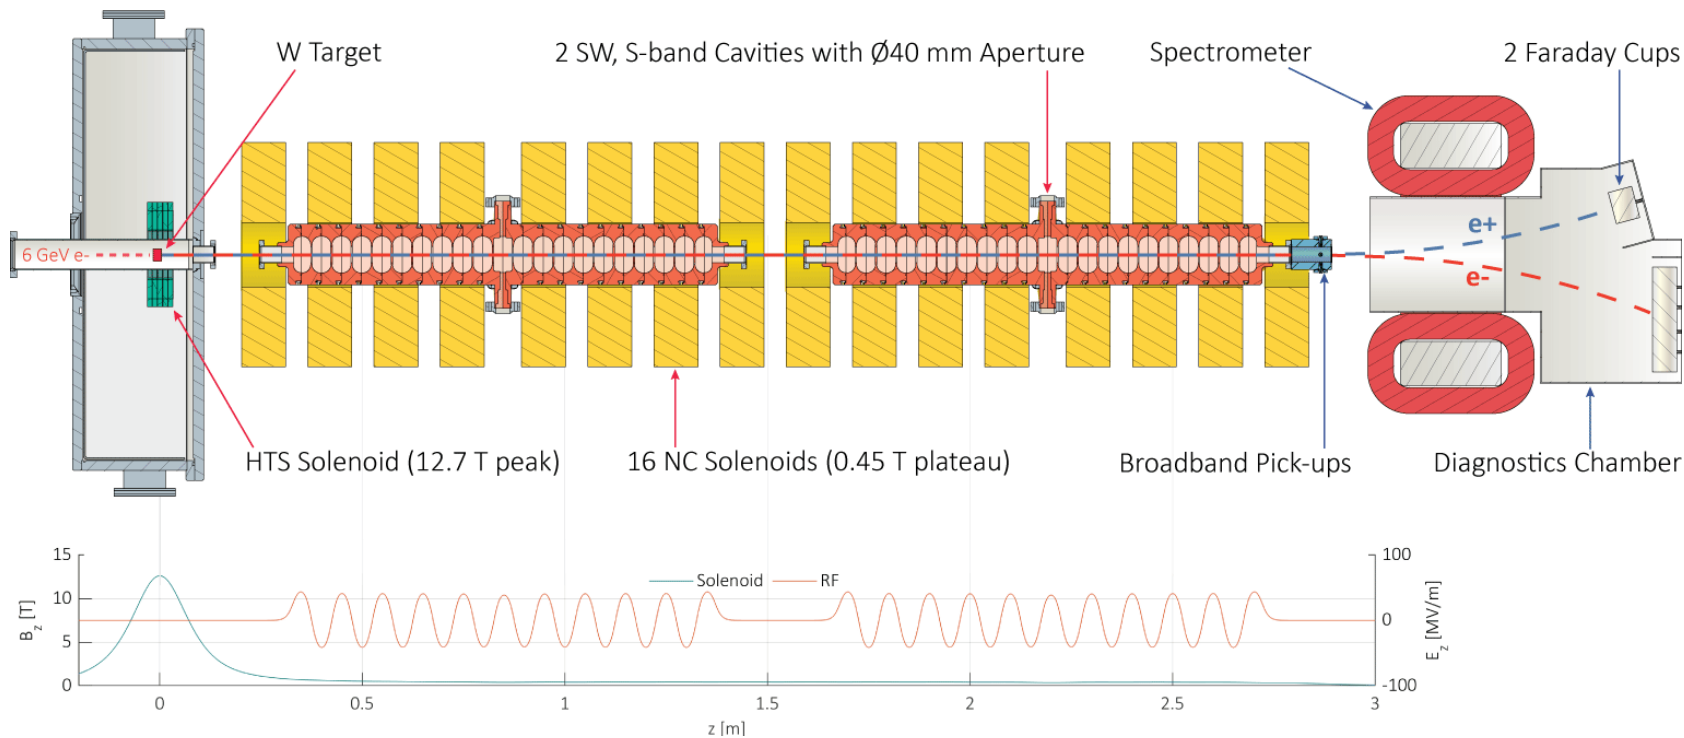 W Target
2 SW, S-band Cavities with Ø40 mm Aperture
Spectrometer
2 Faraday Cups
6 GeV e-
e+
e-
HTS Solenoid (12.7 T peak)
16 NC Solenoids (0.45 T plateau)
Broadband Pick-ups
Diagnostics Chamber
15
10
5
0
B_z [T]
Solenoid
RF
100
0
-100
E_z [MV/m]
0
0.5
1
1.5
2
2.5
3
z [m]